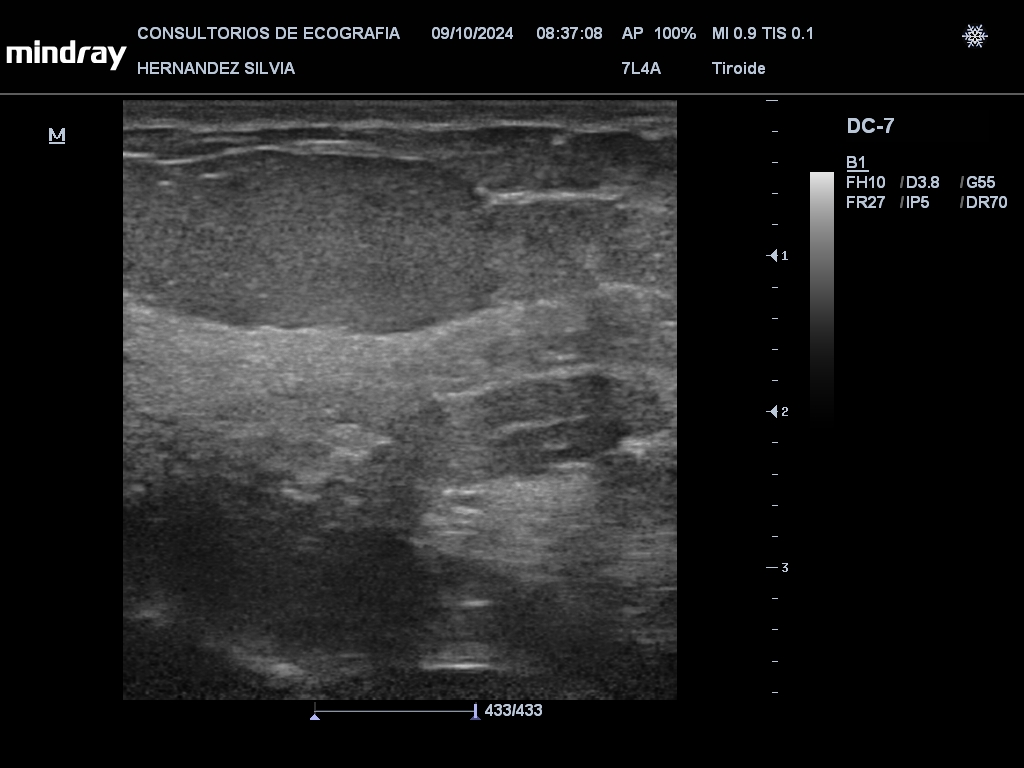 mindray
CONSULTORIOS DE ECOGRAFIA 09/10/2024 08:37:08 AP 100% MI 0.9 TIS 0.1
HERNANDEZ SILVIA 7L4A Tiroide
M
DC-7
B1
FH10 /D3.8 /G55
FR27 /IP5 /DR70
1
2
3
433/433